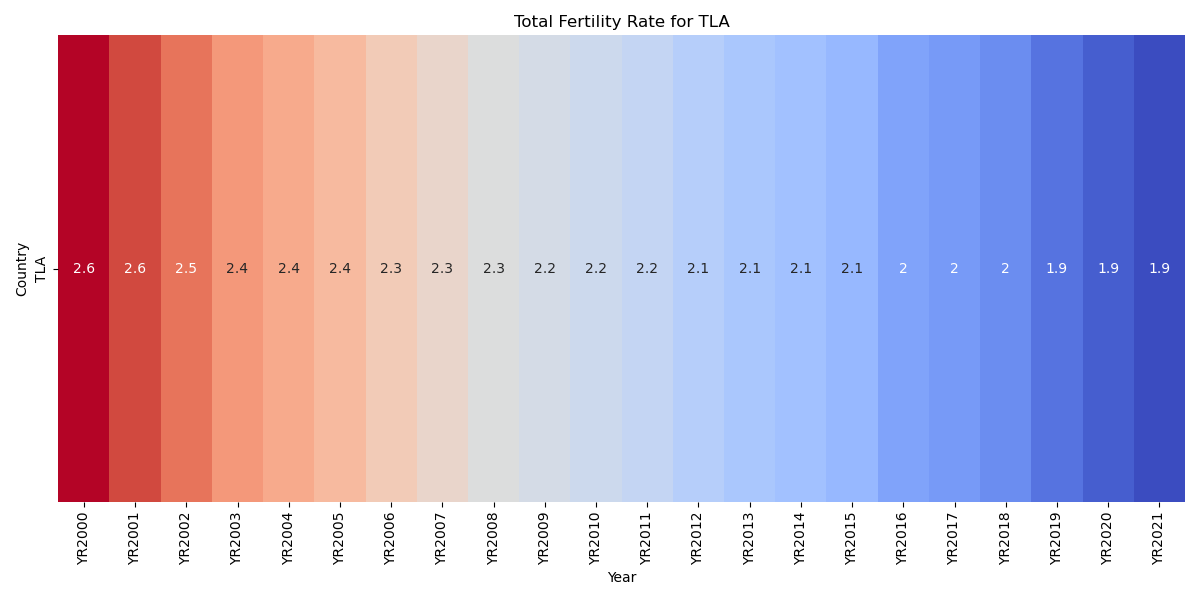 Total Fertility Rate for TLA
Country
TLA
2.6 2.6 2.5 2.4 2.4 2.4 2.3 2.3 2.3 2.2 2.2 2.2 2.1 2.1 2.1 2.1 2 2 2 1.9 1.9 1.9
YR2000 YR2001 YR2002 YR2003 YR2004 YR2005 YR2006 YR2007 YR2008 YR2009 YR2010 YR2011 YR2012 YR2013 YR2014 YR2015 YR2016 YR2017 YR2018 YR2019 YR2020 YR2021
Year